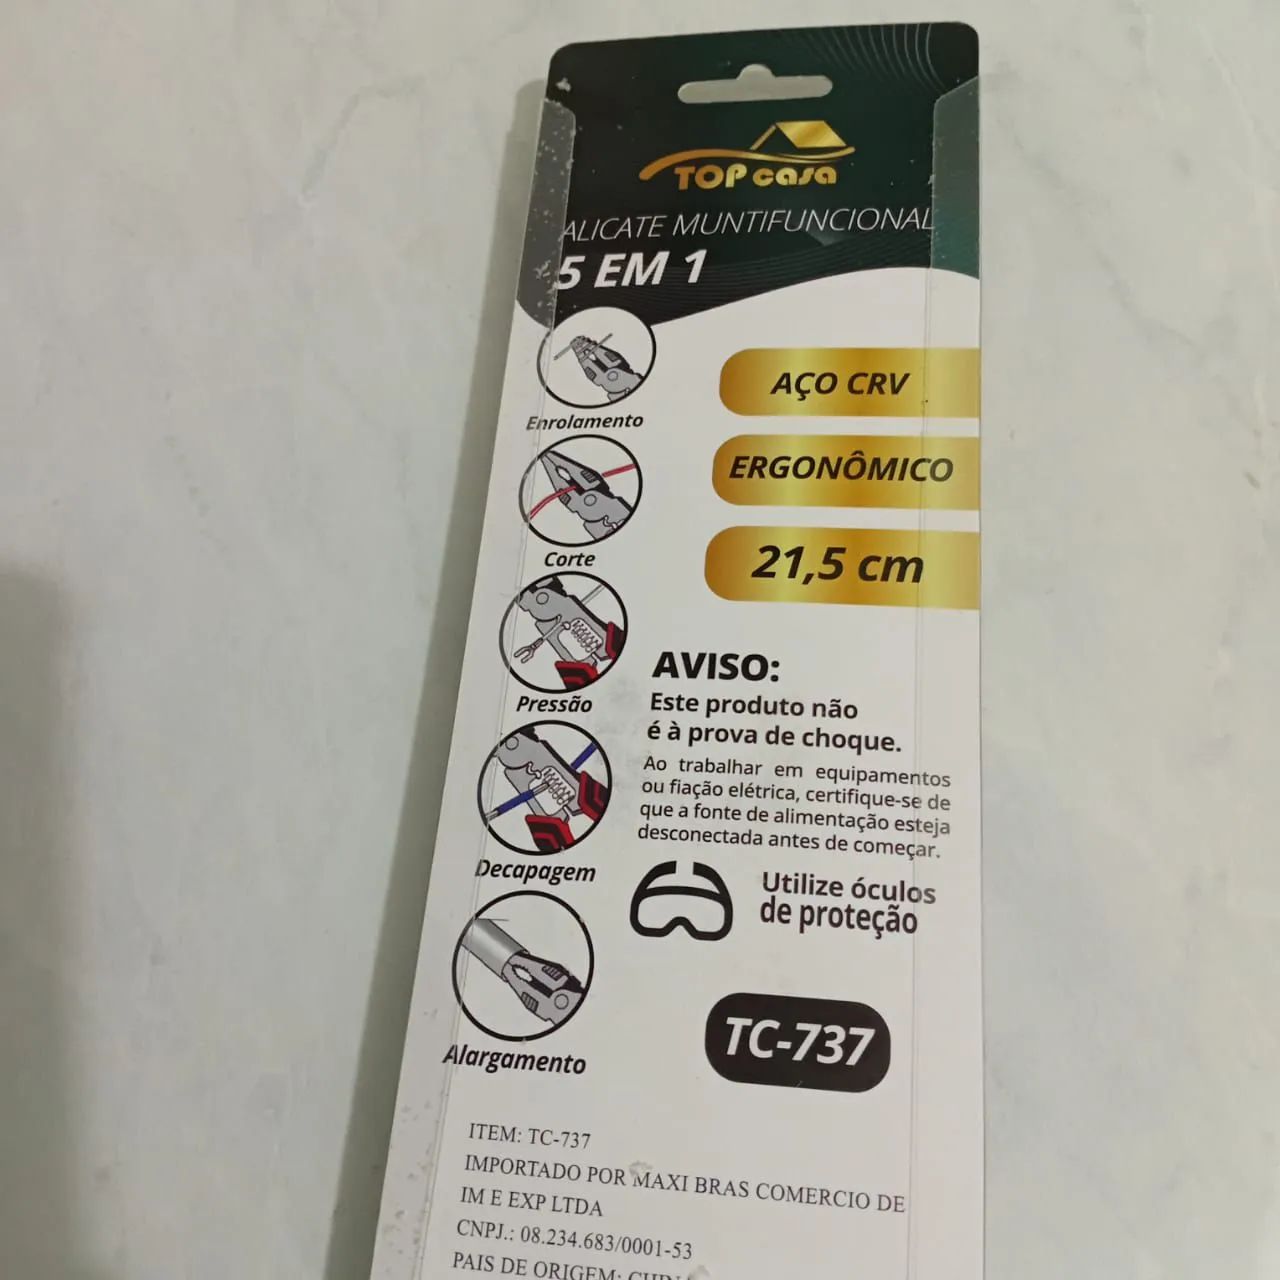 TOP casa
ALICATE MUNTIFUNCIONAL
5 EM 1
Enrolamento
AÇO CRV
ERGONÔMICO
Corte
21,5 cm
Pressão
AVISO:
Este produto não
é à prova de choque.
Ao trabalhar em equipamentos
ou fiação elétrica, certifique-se de
que a fonte de alimentação esteja
desconectada antes de começar.
Decapagem
Utilize óculos
de proteção
Alargamento
TC-737
ITEM: TC-737
IMPORTADO POR MAXI BRAS COMERCIO DE
IM E EXP LTDA
CNPJ.: 08.234.683/0001-53
PAIS DE ORIGEM: